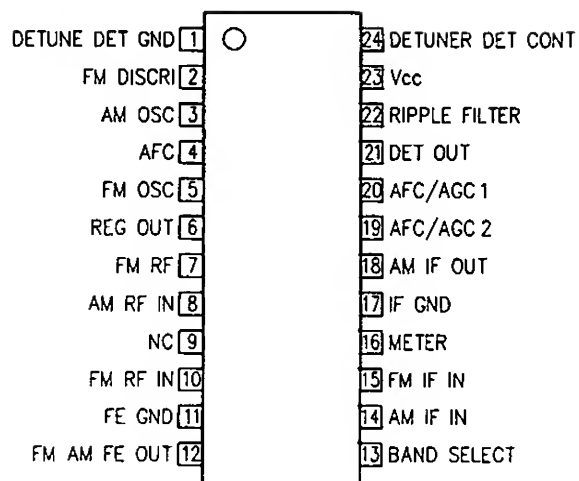 DETUNE DET GND 1 24 DETUNER DET CONT
FM DISCRI 2 23 Vcc
AM OSC 3 22 RIPPLE FILTER
AFC 4 21 DET OUT
FM OSC 5 20 AFC/AGC 1
REG OUT 6 19 AFC/AGC 2
FM RF 7 18 AM IF OUT
AM RF IN 8 17 IF GND
NC 9 16 METER
FM RF IN 10 15 FM IF IN
FE GND 11 14 AM IF IN
FM AM FE OUT 12 13 BAND SELECT